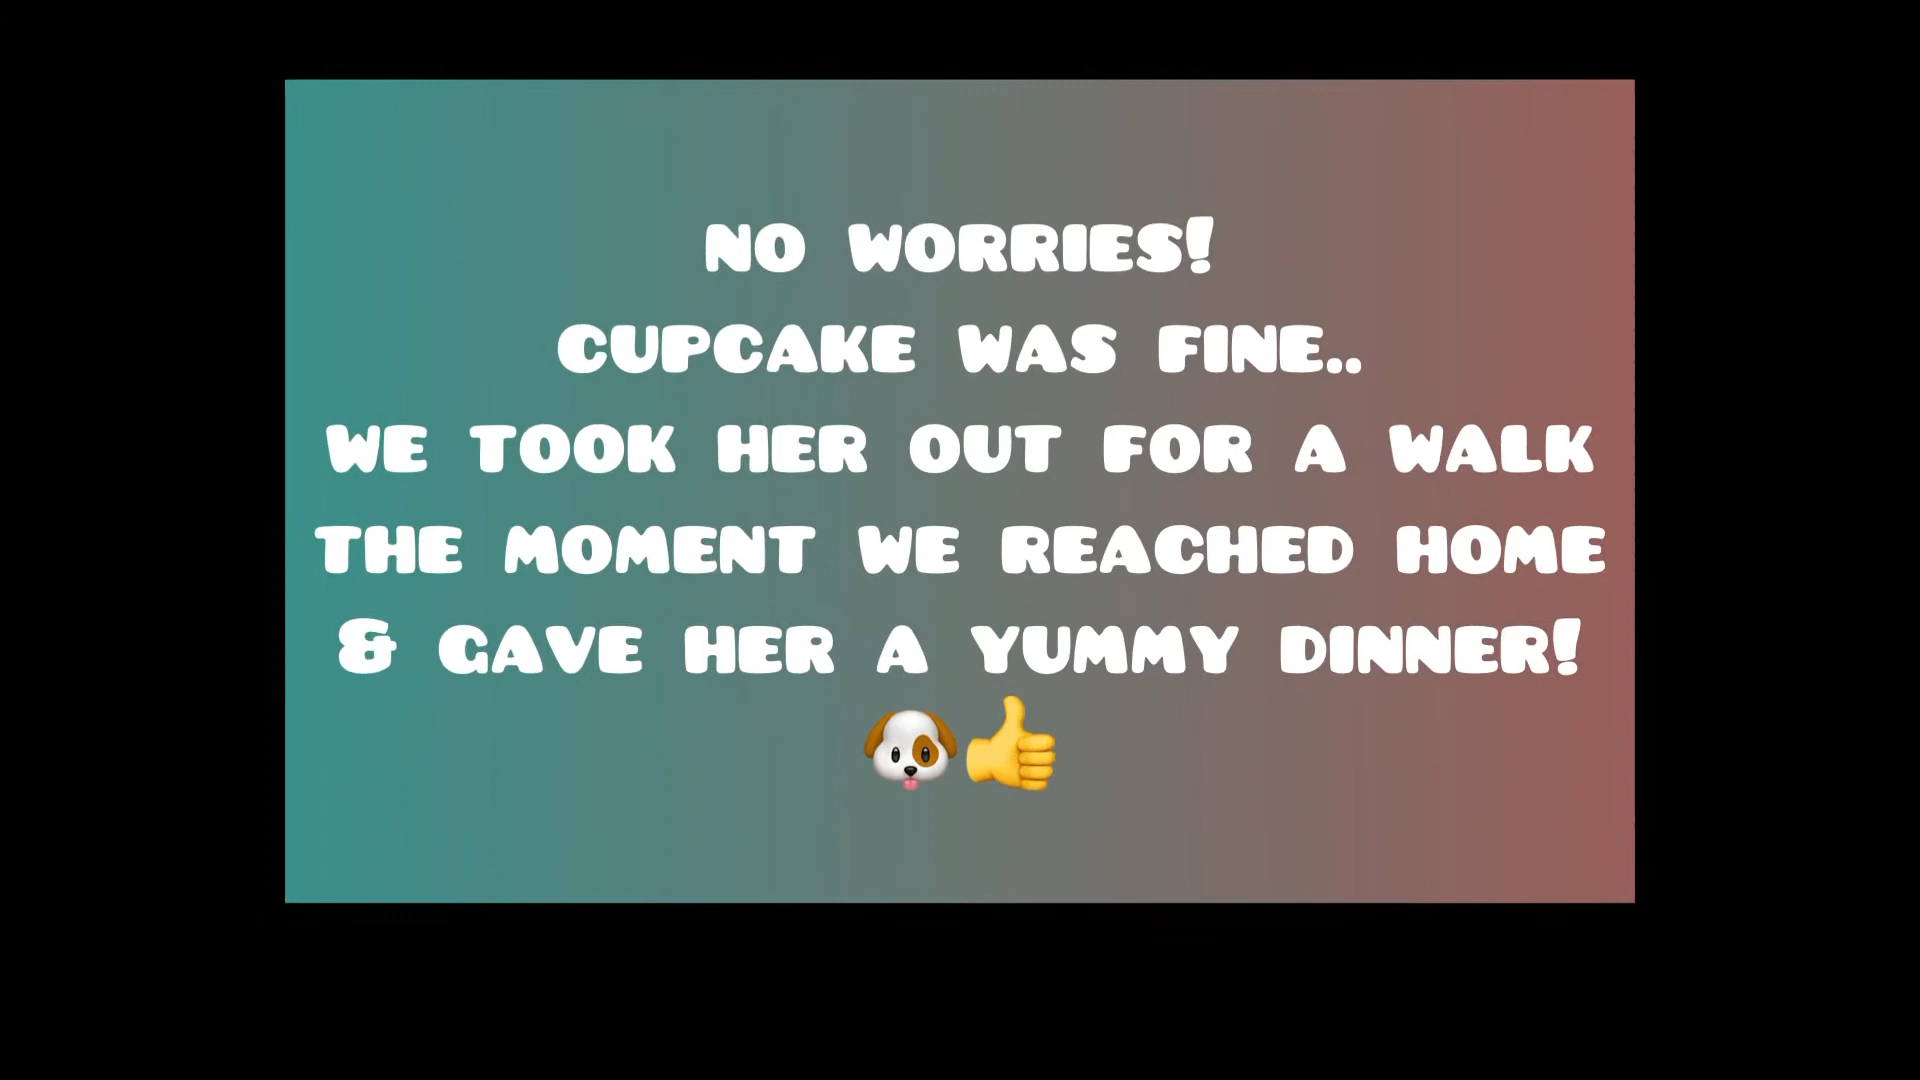 NO WORRIES!
CUPCAKE WAS FINE..
WE TOOK HER OUT FOR A WALK
THE MOMENT WE REACHED HOME
& GAVE HER A YUMMY DINNER!
🐶👍